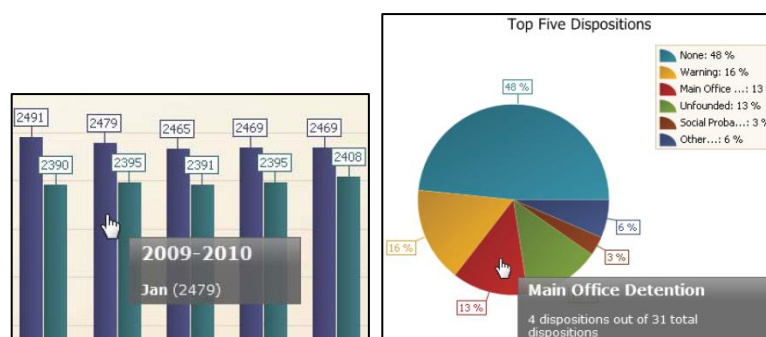 2491
2479
2465
2469
2469
2390
2395
2391
2395
2408
2009-2010
Jan (2479)
Top Five Dispositions
None: 48 %
Warning: 16 %
Main Office ...: 13
Unfounded: 13 %
Social Proba...: 3 %
Other...: 6 %
48 %
6 %
16 %
3 %
13 %
Main Office Detention
4 dispositions out of 31 total
dispositions